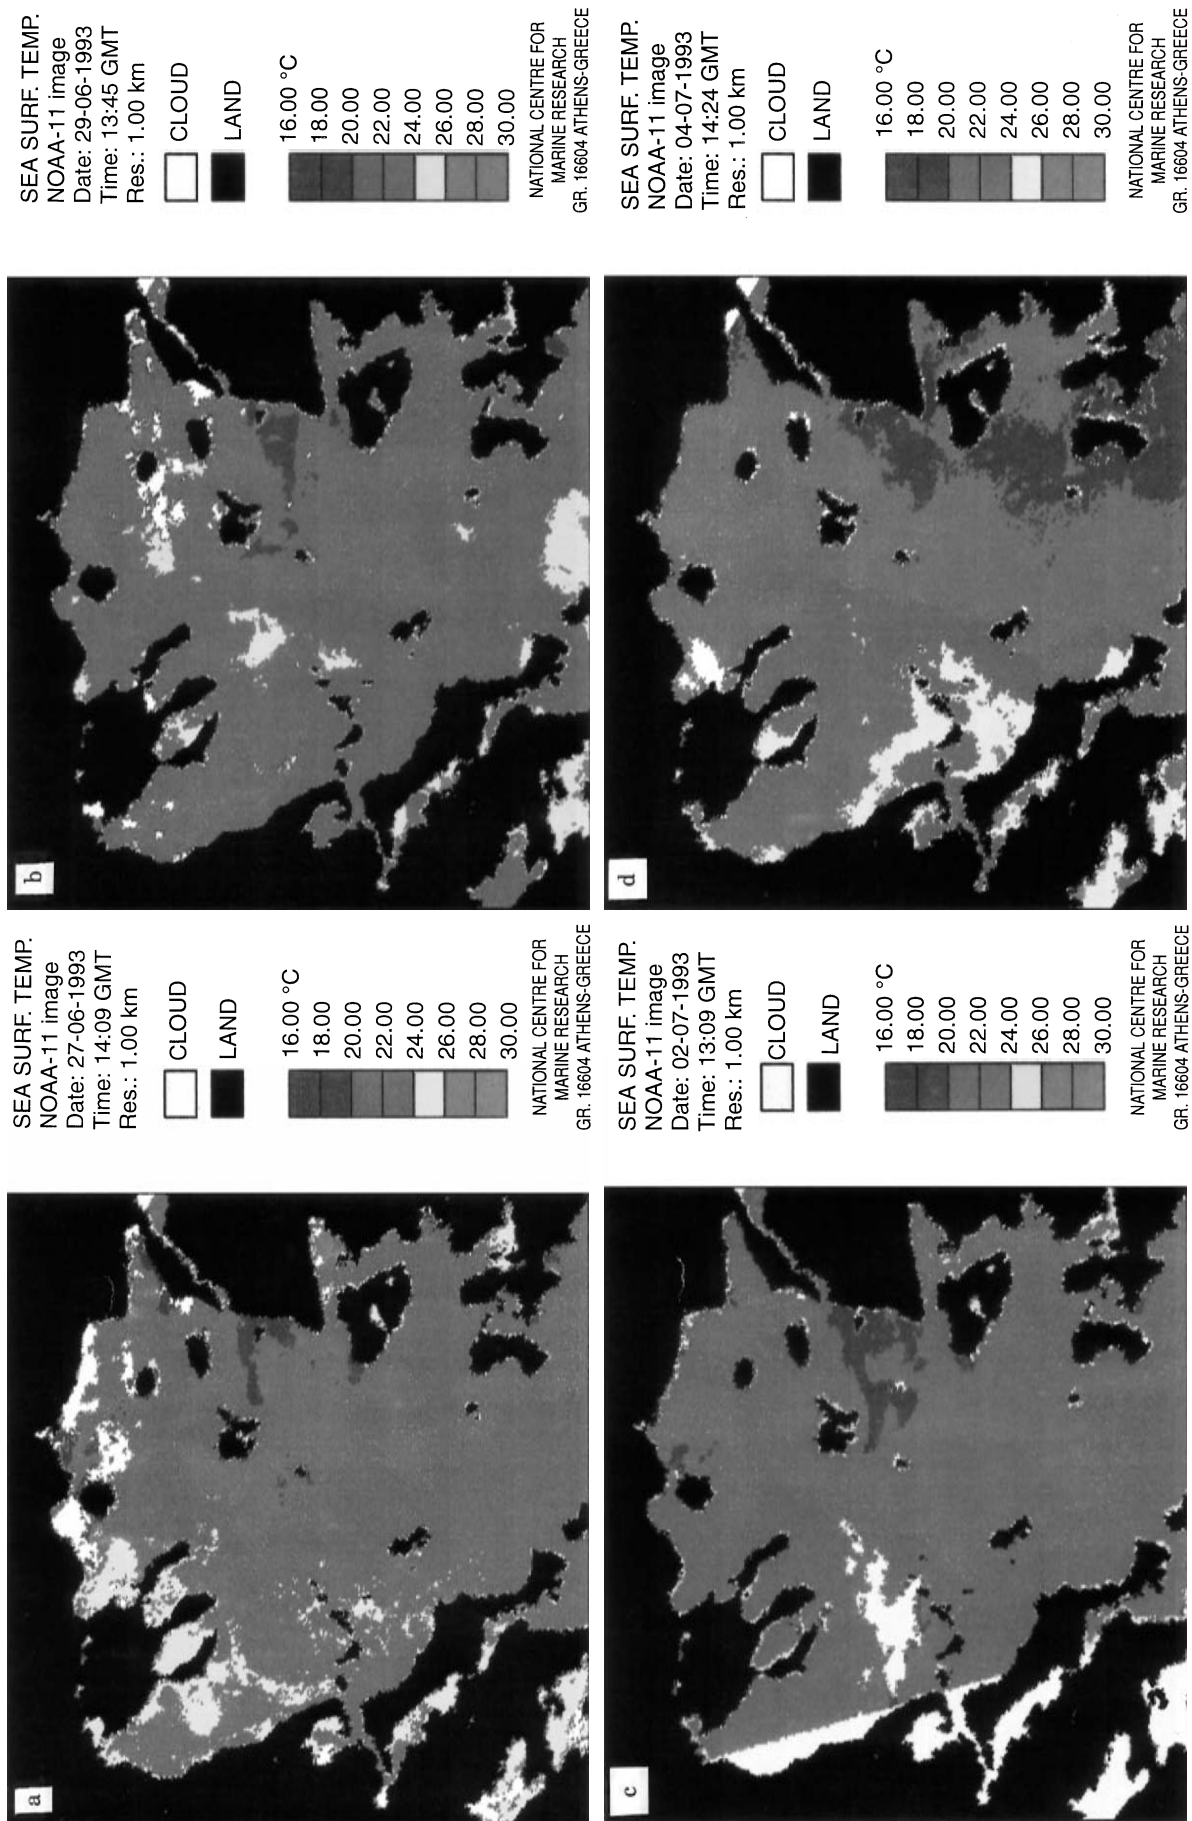 a
SEA SURF. TEMP.
NOAA-11 image
Date: 27-06-1993
Time: 14:09 GMT
Res.: 1.00 km
CLOUD
LAND
16.00 °C
18.00
20.00
22.00
24.00
26.00
28.00
30.00
NATIONAL CENTRE FOR
MARINE RESEARCH
GR. 16604 ATHENS-GREECE
b
SEA SURF. TEMP.
NOAA-11 image
Date: 29-06-1993
Time: 13:45 GMT
Res.: 1.00 km
CLOUD
LAND
16.00 °C
18.00
20.00
22.00
24.00
26.00
28.00
30.00
NATIONAL CENTRE FOR
MARINE RESEARCH
GR. 16604 ATHENS-GREECE
c
SEA SURF. TEMP.
NOAA-11 image
Date: 02-07-1993
Time: 13:09 GMT
Res.: 1.00 km
CLOUD
LAND
16.00 °C
18.00
20.00
22.00
24.00
26.00
28.00
30.00
NATIONAL CENTRE FOR
MARINE RESEARCH
GR. 16604 ATHENS-GREECE
d
SEA SURF. TEMP.
NOAA-11 image
Date: 04-07-1993
Time: 14:24 GMT
Res.: 1.00 km
CLOUD
LAND
16.00 °C
18.00
20.00
22.00
24.00
26.00
28.00
30.00
NATIONAL CENTRE FOR
MARINE RESEARCH
GR. 16604 ATHENS-GREECE